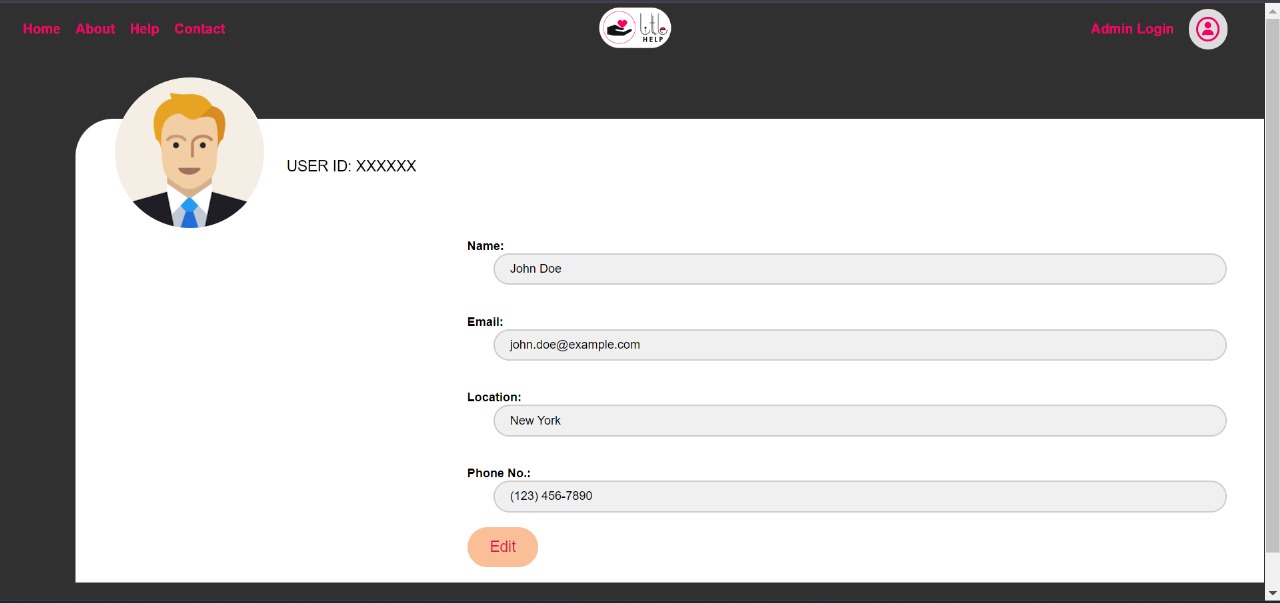 Home About Help Contact
little
HELP
Admin Login
USER ID: XXXXXX
Name:
John Doe
Email:
john.doe@example.com
Location:
New York
Phone No.:
(123) 456-7890
Edit